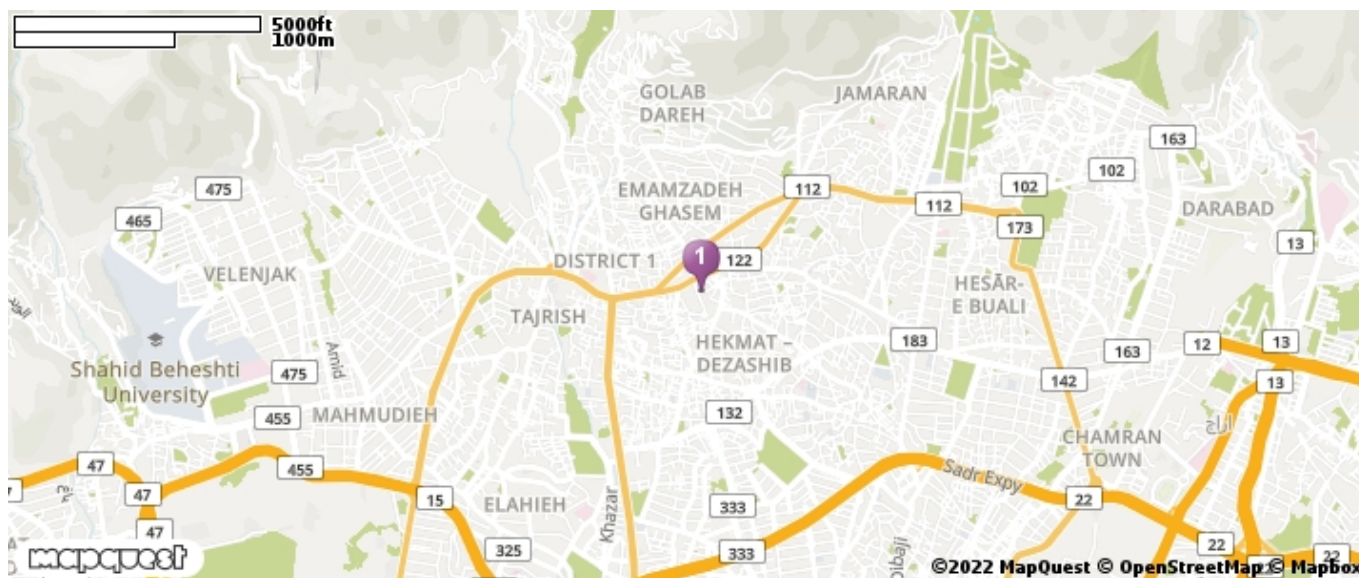 5000ft
1000m
GOLAB
DAREH
JAMARAN
163
102
102
475
EMAMZADEH
GHASEM
112
112
465
DARABAD
173
13
VELENJAK
DISTRICT 1
1
122
HESĀR-
E BUALI
TAJRISH
HEKMAT –
DEZASHIB
183
163
12
13
Shahid Beheshti
University
475
Amid
142
13
MAHMUDIEH
455
132
CHAMRAN
TOWN
47
455
Sadr Expy
47
15
ELAHIEH
Khazar
333
22
47
325
333
22
22
mapquest
©2022 MapQuest © OpenStreetMap © Mapbox